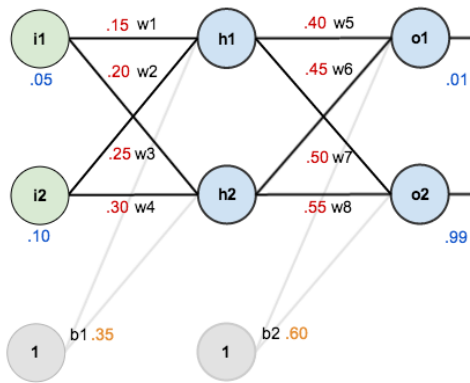 .15 w1
.40 w5
i1
h1
o1
.20 w2
.45 w6
.05
.01
.25 w3
.50 w7
i2
h2
o2
.30 w4
.55 w8
.10
.99
b1 .35
b2 .60
1
1